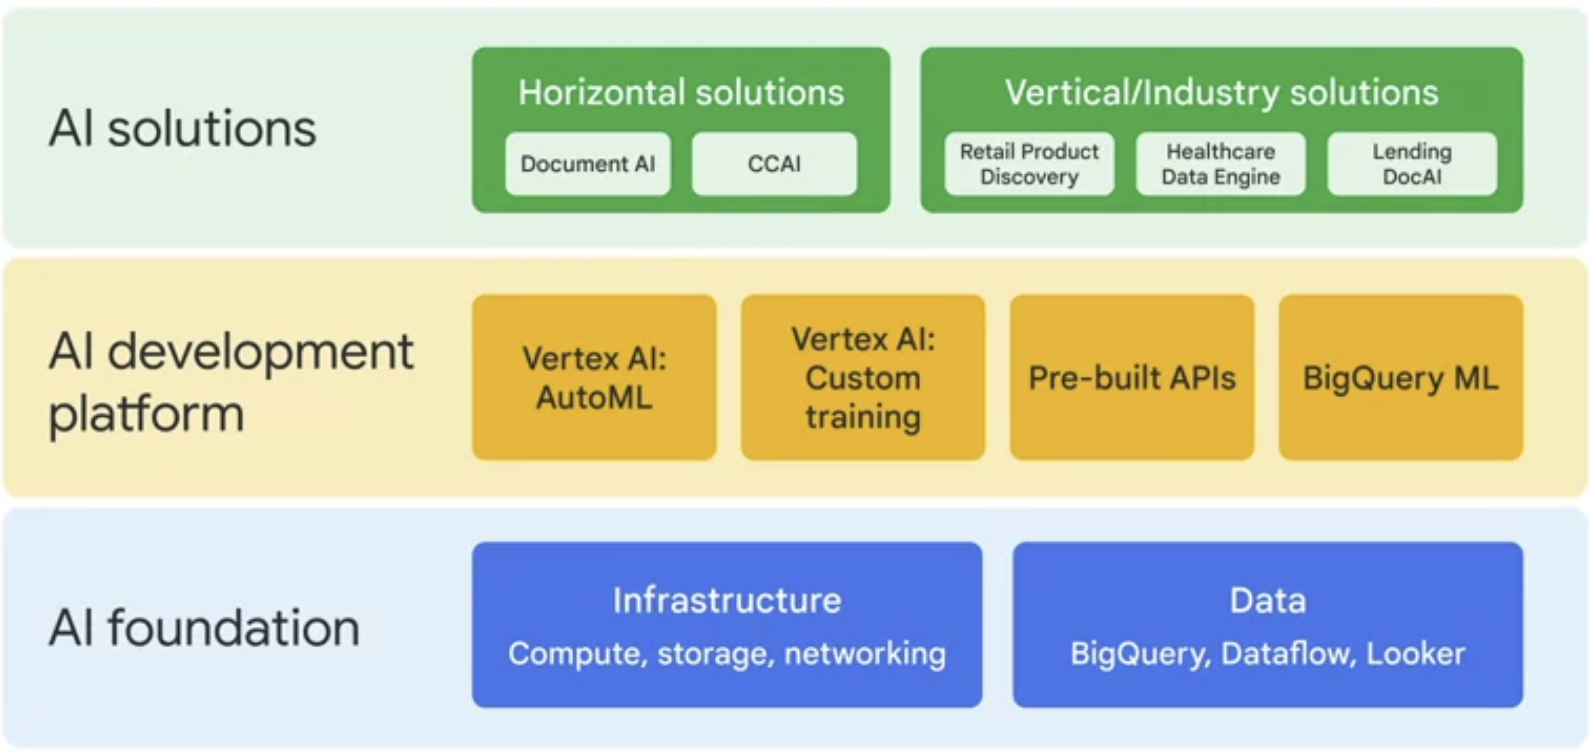 AI solutions
Horizontal solutions
Document AI
CCAI
Vertical/Industry solutions
Retail Product
Discovery
Healthcare
Data Engine
Lending
DocAI
AI development
platform
Vertex AI:
AutoML
Vertex AI:
Custom
training
Pre-built APIs
BigQuery ML
AI foundation
Infrastructure
Compute, storage, networking
Data
BigQuery, Dataflow, Looker